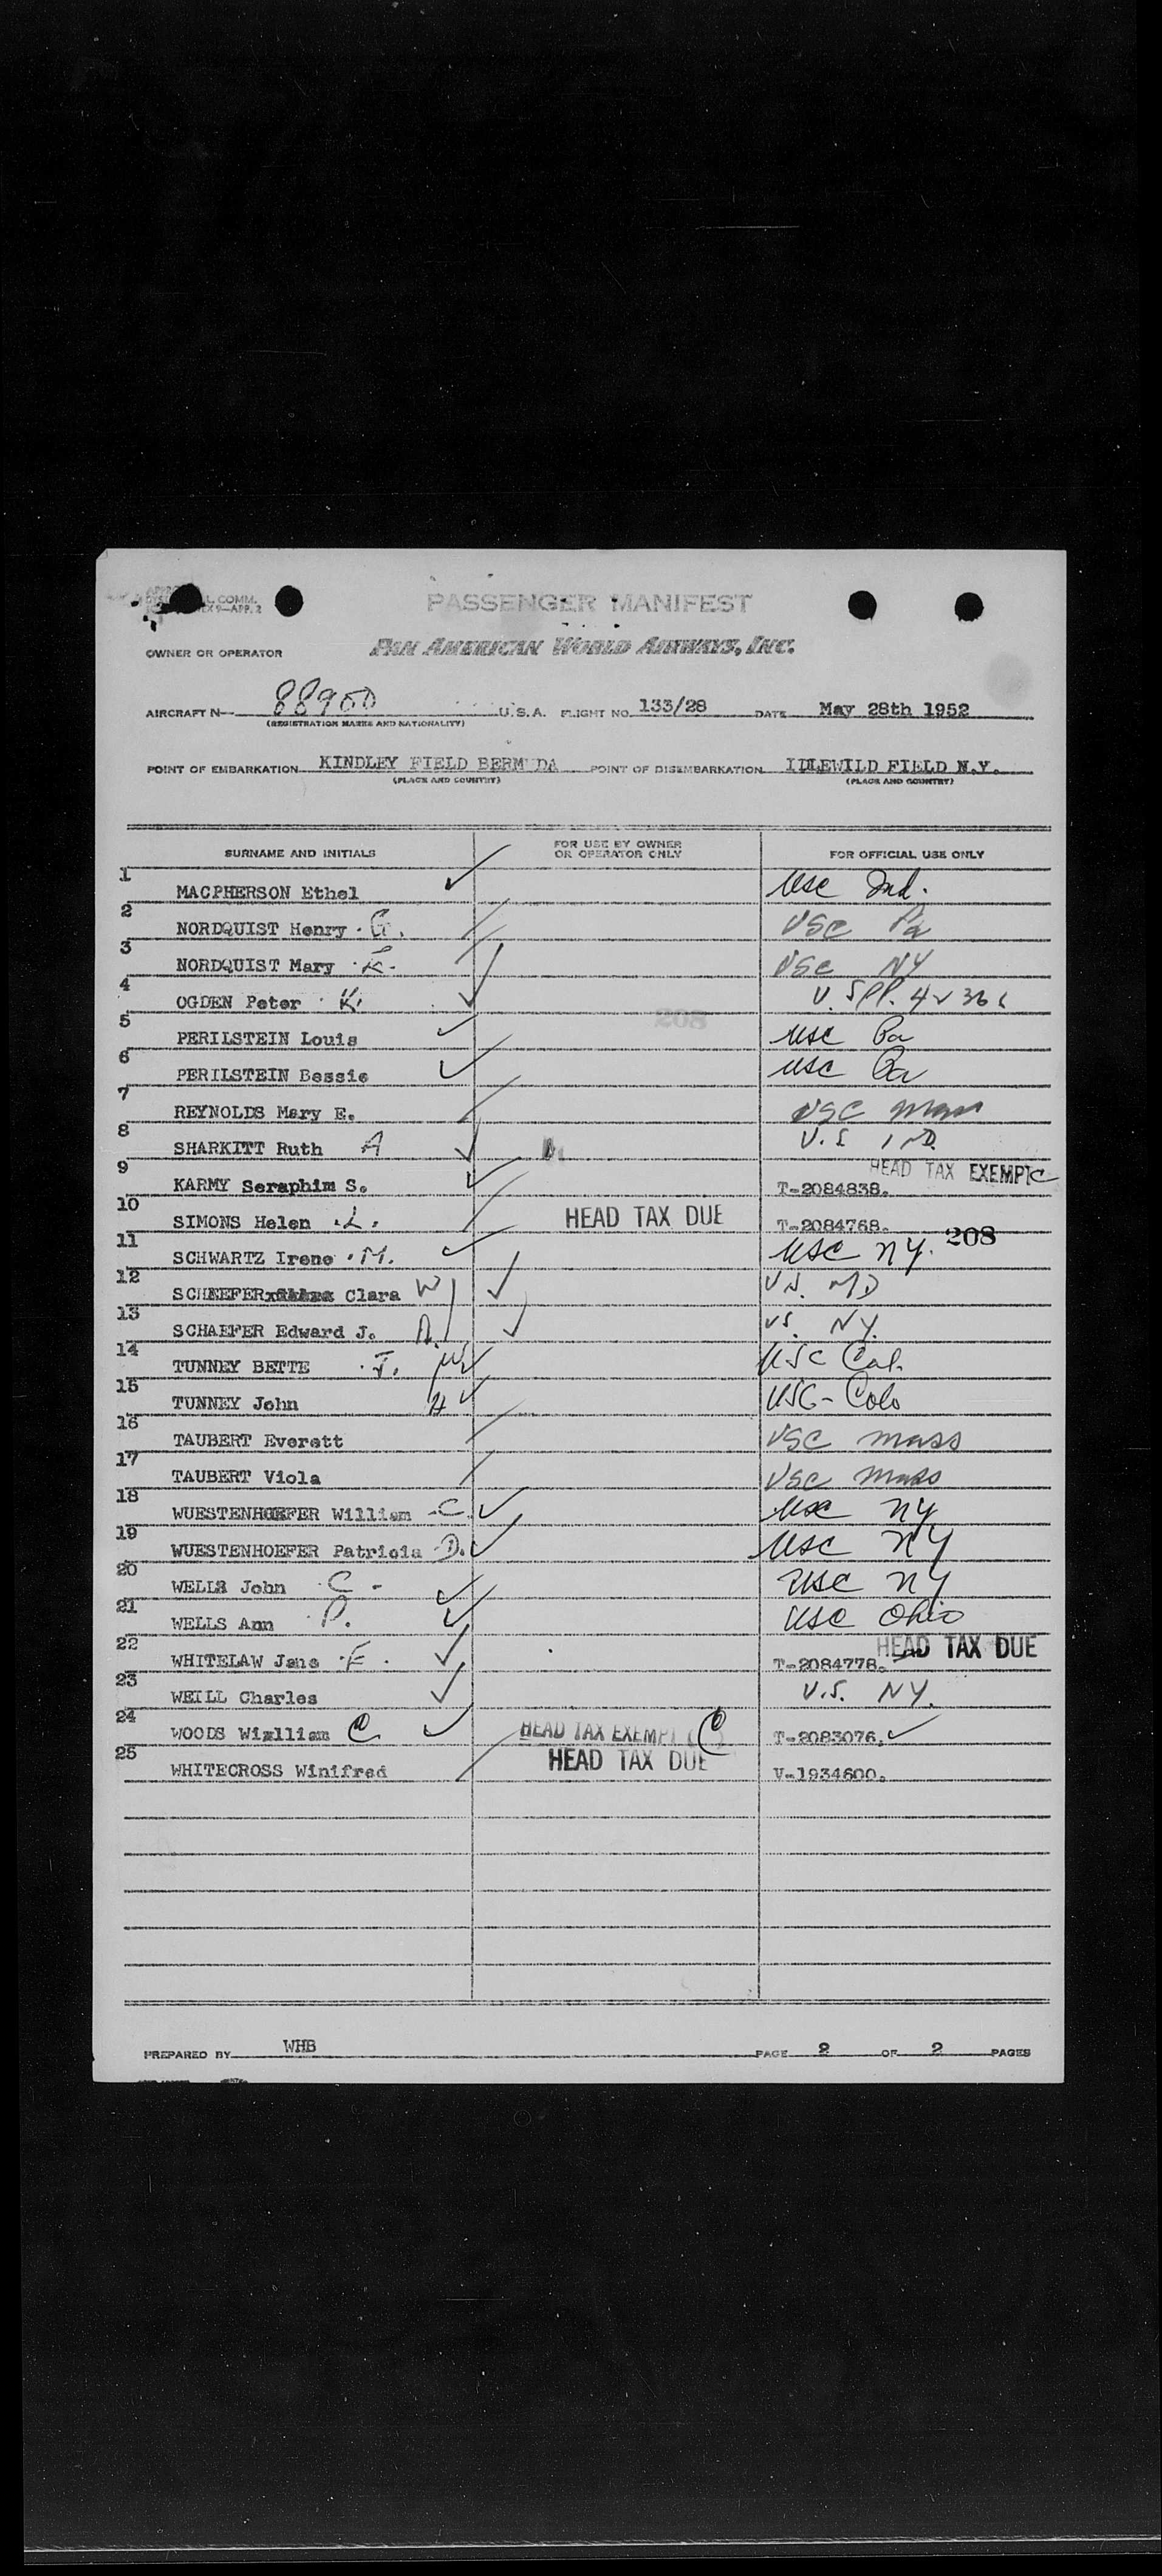 PASSENGER MANIFEST
L COMM.
9—APP. 2
OWNER OR OPERATOR PAN AMERICAN WORLD AIRWAYS, INC.
AIRCRAFT N— 88900 U.S.A. FLIGHT NO. 133/28 DATE May 28th 1952
(REGISTRATION MARKS AND NATIONALITY)
POINT OF EMBARKATION KINDLEY FIELD BERMUDA POINT OF DISEMBARKATION IDLEWILD FIELD N.Y.
(PLACE AND COUNTRY) (PLACE AND COUNTRY)
SURNAME AND INITIALS FOR USE BY OWNER OR OPERATOR ONLY FOR OFFICIAL USE ONLY
1 MACPHERSON Ethel USC Ind.
2 NORDQUIST Henry G. USC Pa
3 NORDQUIST Mary E. USC NY
4 OGDEN Peter K. U.S PP.
208
5 PERILSTEIN Louis USC Pa
6 PERILSTEIN Bessie USC Pa
7 REYNOLDS Mary E. USC Mass
8 SHARKITT Ruth A U.S IND.
HEAD TAX EXEMPT C
9 KARMY Seraphim S. T-2084838.
10 SIMONS Helen L. HEAD TAX DUE T-2084768.
208
11 SCHWARTZ Irene M. USC NY.
12 SCHAEFER Clara W MD
13 SCHAEFER Edward J. US. NY.
14 TUNNEY BETTE J. USC Cal.
15 TUNNEY John H USC- Colo
16 TAUBERT Everett USC Mass
17 TAUBERT Viola USC Mass
18 WUESTENHOEFER William C. USC NY
19 WUESTENHOEFER Patricia D. USC NY
20 WELLS John C. USC NY
21 WELLS Ann P. USC Ohio
HEAD TAX DUE
22 WHITELAW Jane F. T-2084778.
23 WEILL Charles U.S. NY.
24 WOODS William C. HEAD TAX EXEMPT C T-2083076.
25 WHITECROSS Winifred HEAD TAX DUE V-1934600.
PREPARED BY WHB PAGE 2 OF 2 PAGES